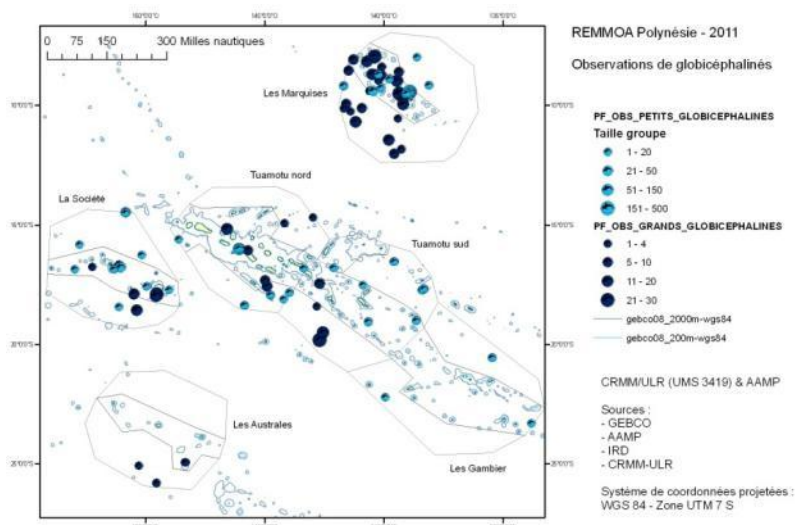 0 75 150 300 Milles nautiques
Les Marquises
Tuamotu nord
La Société
Tuamotu sud
Les Australes
Les Gambier
REMMOA Polynésie - 2011
Observations de globicéphalinés
PF_OBS_PETITS_GLOBICEPHALINES
Taille groupe
1 - 20
21 - 50
51 - 150
151 - 500
PF_OBS_GRANDS_GLOBICEPHALINES
1 - 4
5 - 10
11 - 20
21 - 30
gebco08_2000m-wgs84
gebco08_200m-wgs84
CRMM/ULR (UMS 3419) & AAMP
Sources :
- GEBCO
- AAMP
- IRD
- CRMM-ULR
Système de coordonnées projetées :
WGS 84 - Zone UTM 7 S